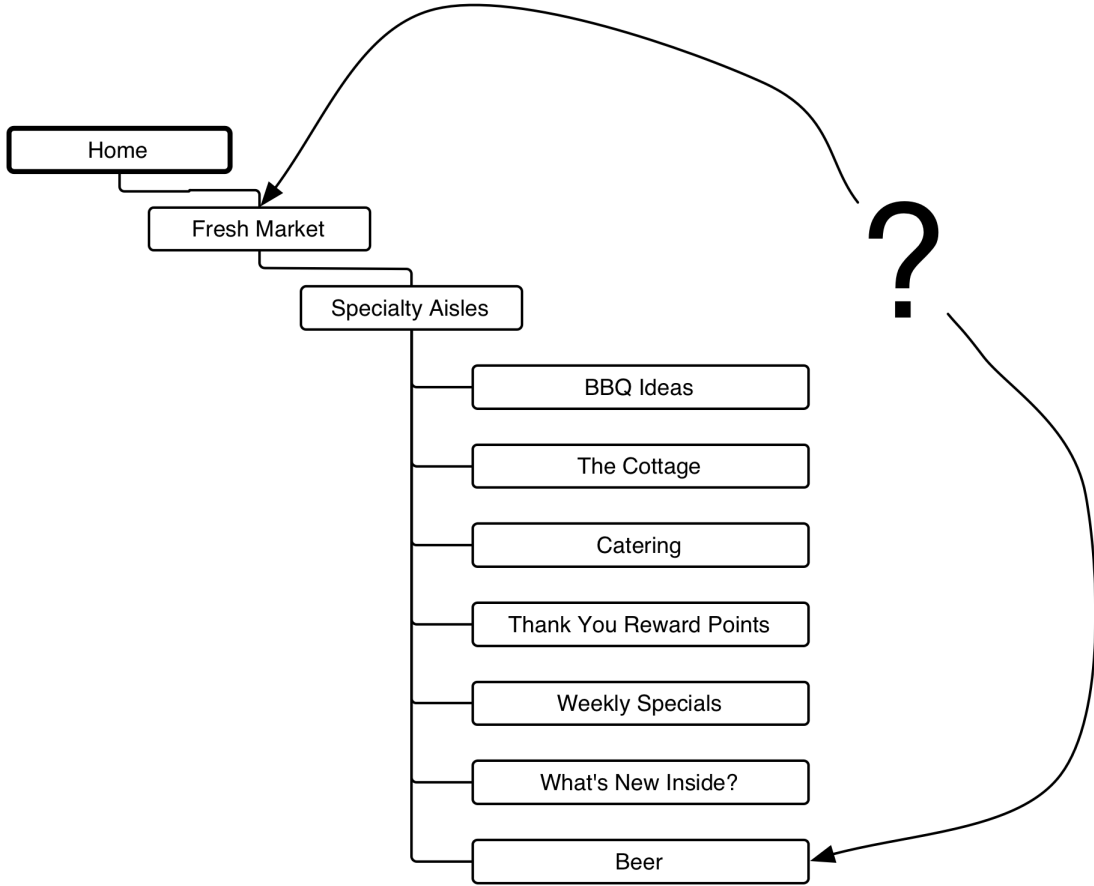 Home
Fresh Market
?
Specialty Aisles
BBQ Ideas
The Cottage
Catering
Thank You Reward Points
Weekly Specials
What's New Inside?
Beer